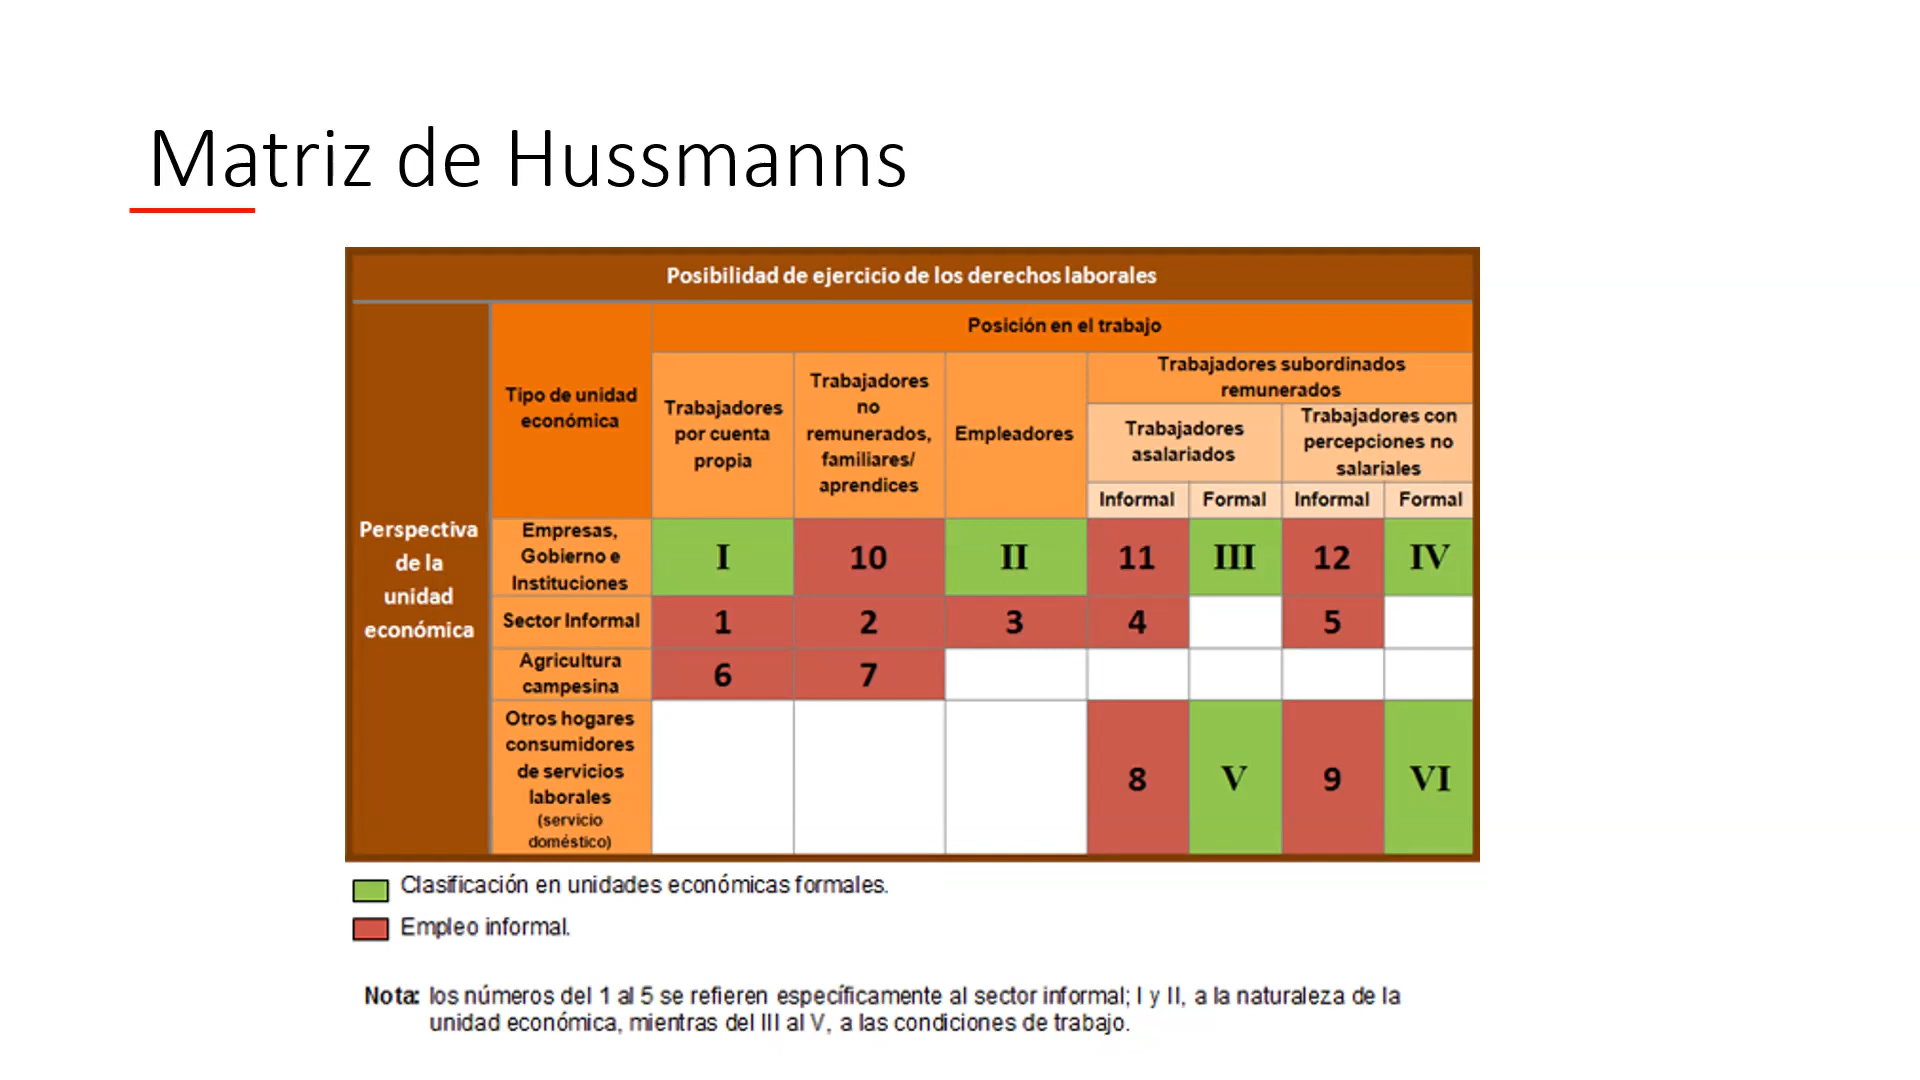 Matriz de Hussmanns
Posibilidad de ejercicio de los derechos laborales
Perspectiva
de la
unidad
económica
Tipo de unidad
económica
Posición en el trabajo
Trabajadores
por cuenta
propia
Trabajadores
no
remunerados,
familiares/
aprendices
Empleadores
Trabajadores subordinados
remunerados
Trabajadores
asalariados
Trabajadores con
percepciones no
salariales
Informal
Formal
Informal
Formal
Empresas,
Gobierno e
Instituciones
I
10
II
11
III
12
IV
Sector Informal
1
2
3
4
5
Agricultura
campesina
6
7
Otros hogares
consumidores
de servicios
laborales
(servicio
doméstico)
8
V
9
VI
Clasificación en unidades económicas formales.
Empleo informal.
Nota: los números del 1 al 5 se refieren específicamente al sector informal; I y II, a la naturaleza de la
unidad económica, mientras del III al V, a las condiciones de trabajo.